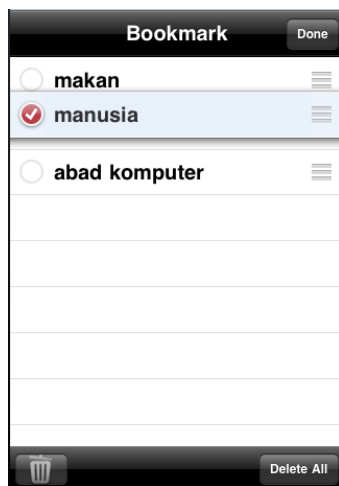 Bookmark
Done
makan
manusia
abad komputer
Delete All